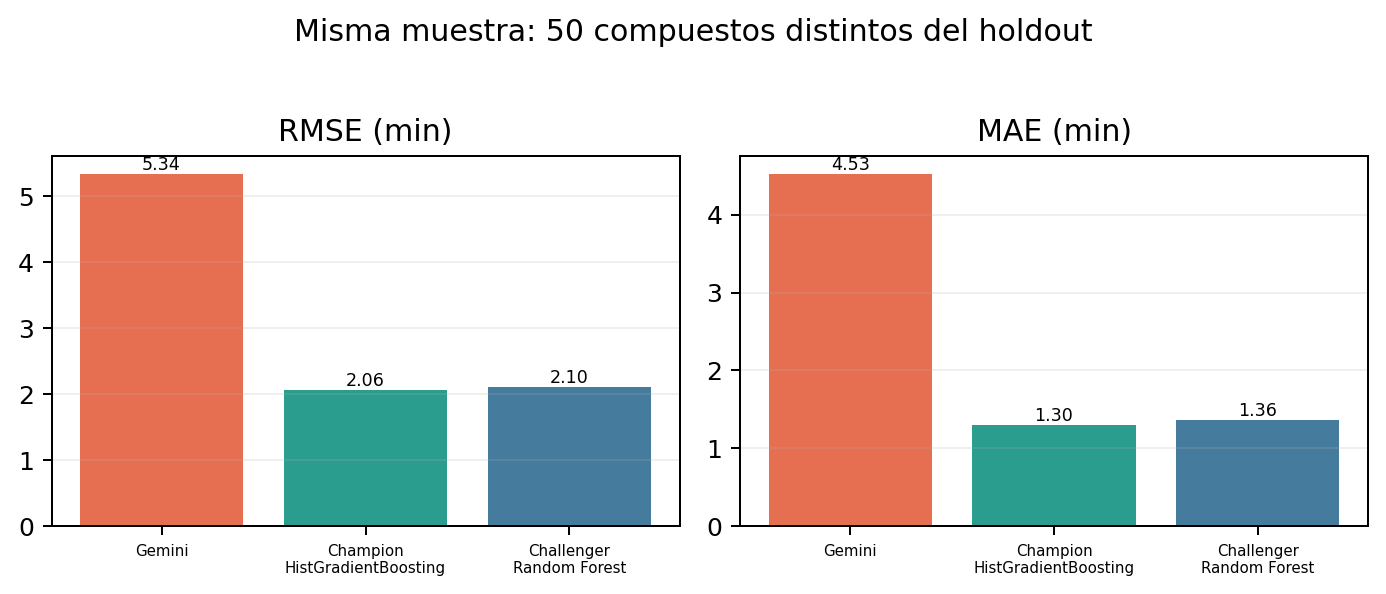 Misma muestra: 50 compuestos distintos del holdout
RMSE (min)
5.34
2.06
2.10
5
4
3
2
1
0
Gemini
Champion
HistGradientBoosting
Challenger
Random Forest
MAE (min)
4.53
1.30
1.36
4
3
2
1
0
Gemini
Champion
HistGradientBoosting
Challenger
Random Forest